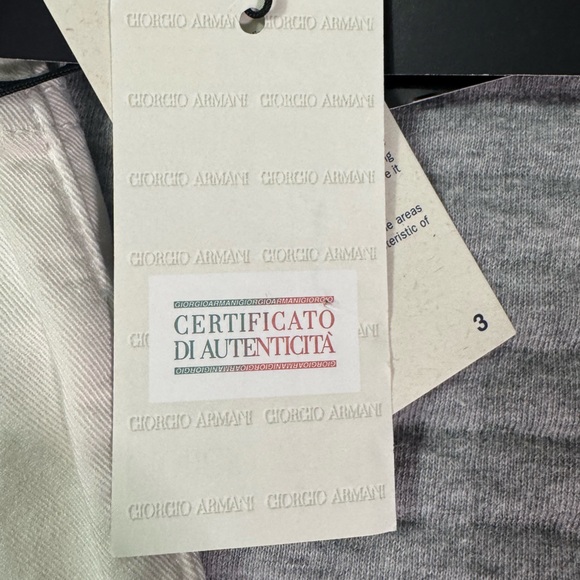 GIORGIO ARMANI GIORGIO ARMANI
GIORGIO ARMANI GIORGIO ARMANI
GIORGIO ARMANI GIORGIO ARMANI
GIORGIO ARMANI GIORGIO ARMANI
GIORGIOARMANIGIORGIOARMANIGIORGIO
CERTIFICATO
DI AUTENTICITÀ
GIORGIOARMANIGIORGIOARMANIGIORGIO
GIORGIO ARMANI GIORGIO ARMANI
GIORGIO ARMANI GIORGIO ARMANI
it
areas
of
3